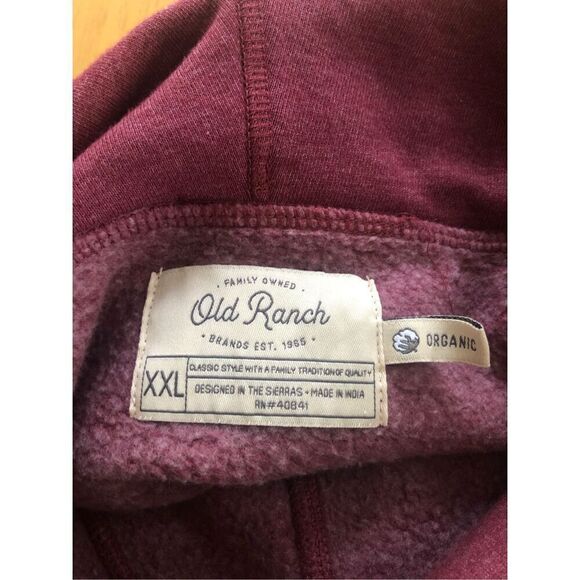 · FAMILY OWNED ·
Old Ranch
· BRANDS EST. 1965 ·
XXL
CLASSIC STYLE WITH A FAMILY TRADITION OF QUALITY
DESIGNED IN THE SIERRAS • MADE IN INDIA
RN#40841
ORGANIC